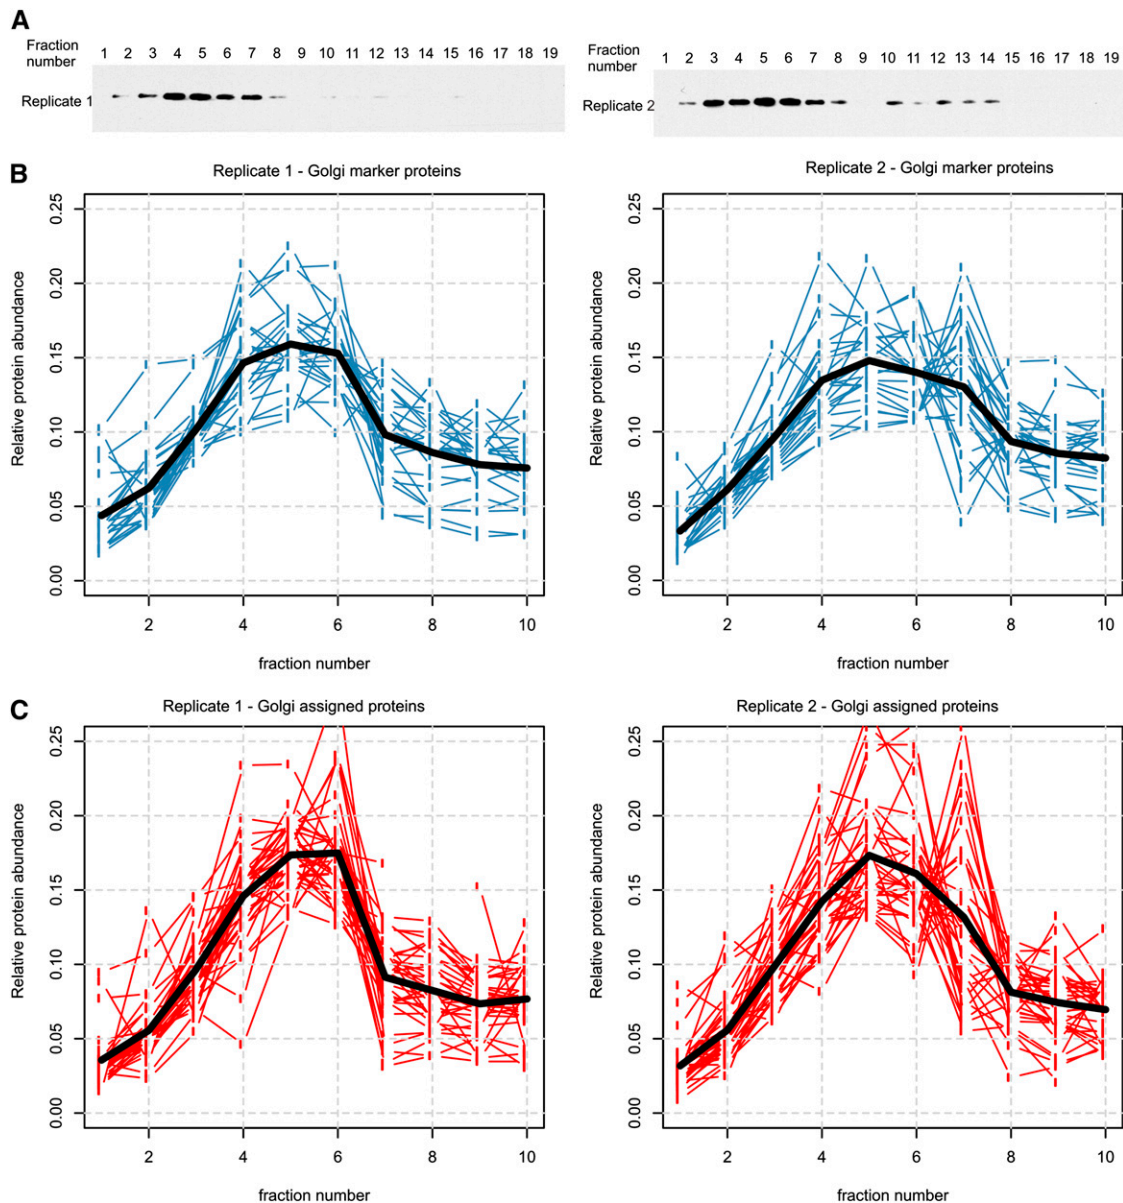 A
Fraction number 1 2 3 4 5 6 7 8 9 10 11 12 13 14 15 16 17 18 19
Replicate 1
Fraction number 1 2 3 4 5 6 7 8 9 10 11 12 13 14 15 16 17 18 19
Replicate 2
B
Replicate 1 - Golgi marker proteins
Relative protein abundance
0.25
0.20
0.15
0.10
0.05
0.00
2 4 6 8 10
fraction number
Replicate 2 - Golgi marker proteins
Relative protein abundance
0.25
0.20
0.15
0.10
0.05
0.00
2 4 6 8 10
fraction number
C
Replicate 1 - Golgi assigned proteins
Relative protein abundance
0.25
0.20
0.15
0.10
0.05
0.00
2 4 6 8 10
fraction number
Replicate 2 - Golgi assigned proteins
Relative protein abundance
0.25
0.20
0.15
0.10
0.05
0.00
2 4 6 8 10
fraction number